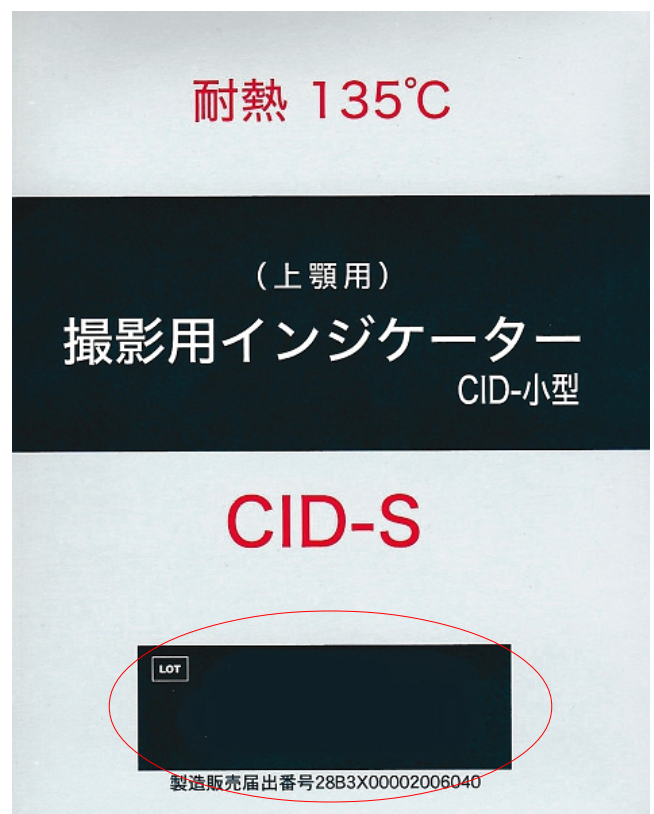 耐熱 135℃
（上顎用）
撮影用インジケーター
CID-小型
CID-S
LOT
製造販売届出番号28B3X00002006040